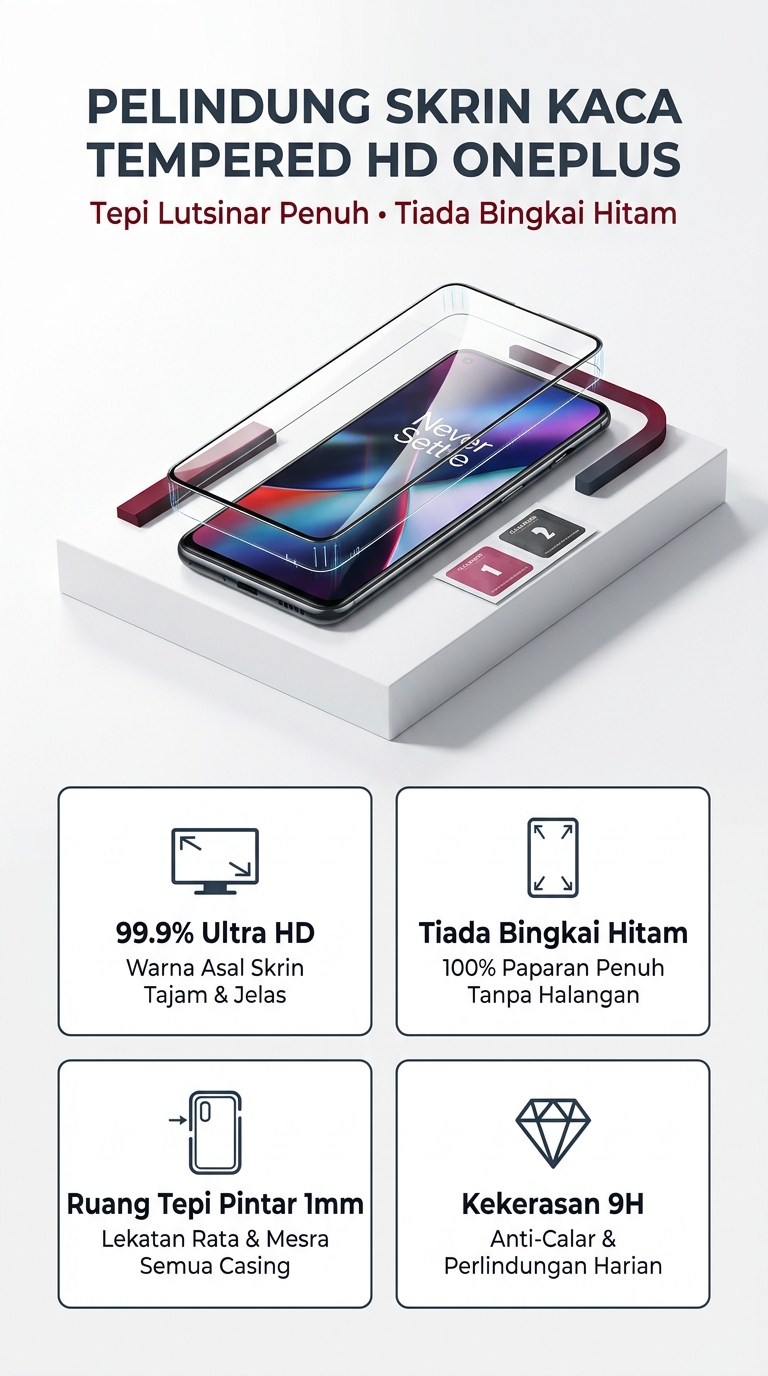 PELINDUNG SKRIN KACA
TEMPERED HD ONEPLUS
Tepi Lutsinar Penuh • Tiada Bingkai Hitam
Never
Settle
1
2
99.9% Ultra HD
Warna Asal Skrin
Tajam & Jelas
Tiada Bingkai Hitam
100% Paparan Penuh
Tanpa Halangan
Ruang Tepi Pintar 1mm
Lekatan Rata & Mesra
Semua Casing
Kekerasan 9H
Anti-Calar &
Perlindungan Harian